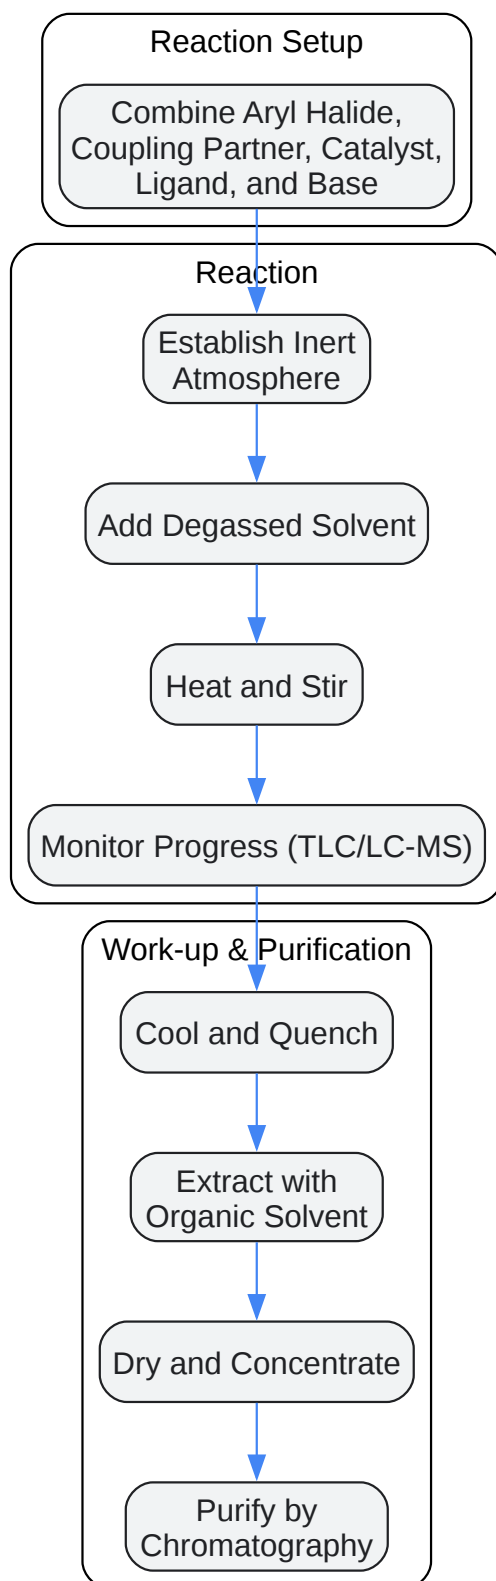 Reaction Setup
Combine Aryl Halide,
Coupling Partner, Catalyst,
Ligand, and Base
Reaction
Establish Inert
Atmosphere
Add Degassed Solvent
Heat and Stir
Monitor Progress (TLC/LC-MS)
Work-up & Purification
Cool and Quench
Extract with
Organic Solvent
Dry and Concentrate
Purify by
Chromatography